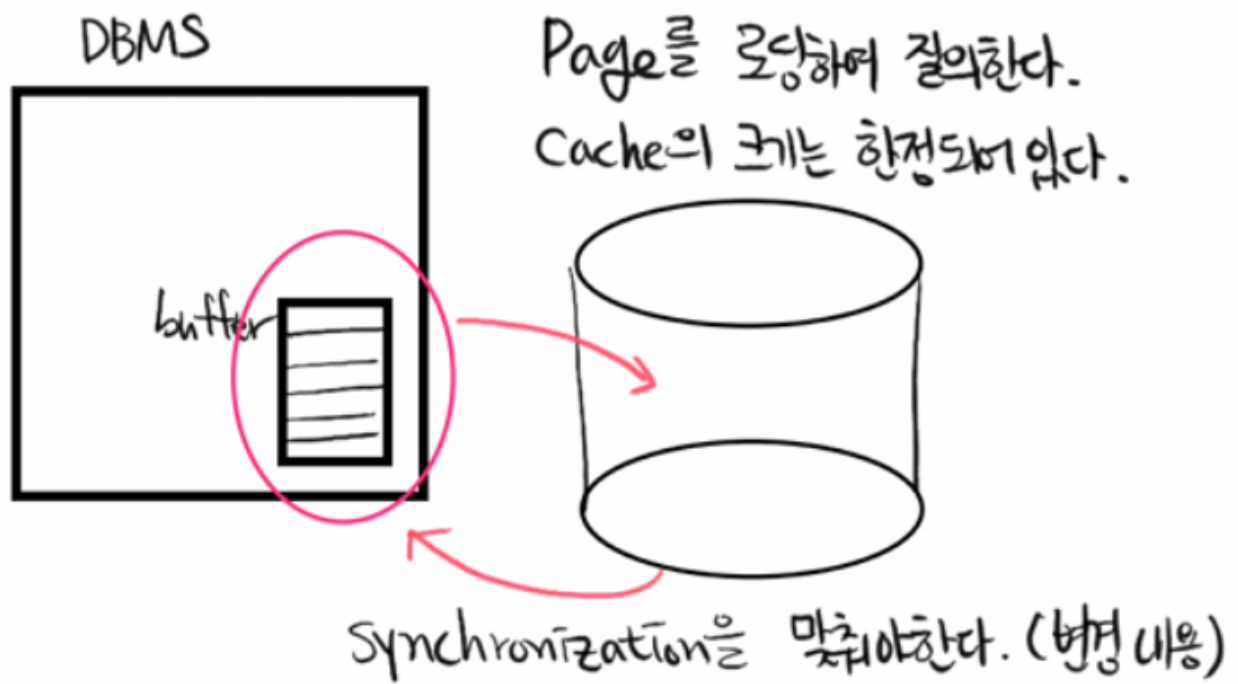 DBMS
Page를 로딩하여 질의한다.
Cache의 크기는 한정되어있다.
buffer
Synchronization을 맞춰야한다. (변경 내용)